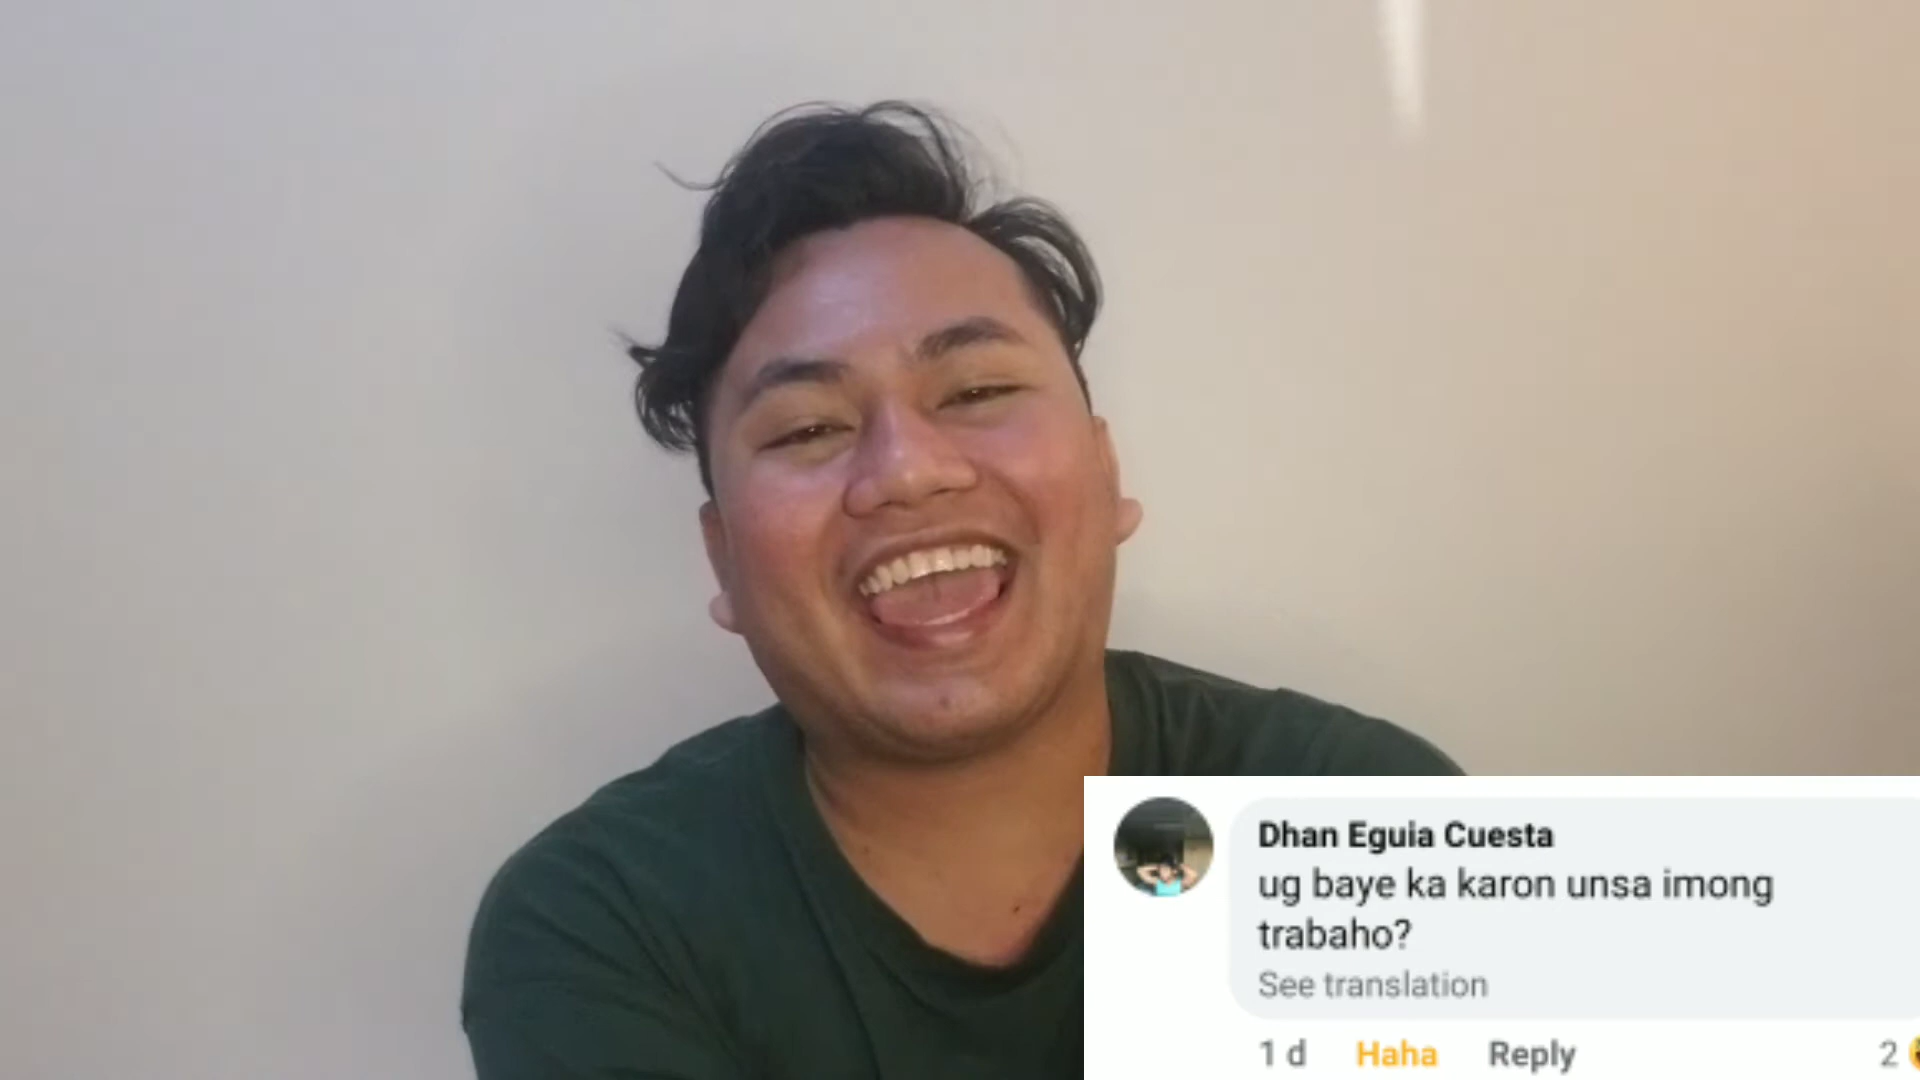 Dhan Eguia Cuesta
ug baye ka karon unsa imong
trabaho?
See translation
1 d Haha Reply 2